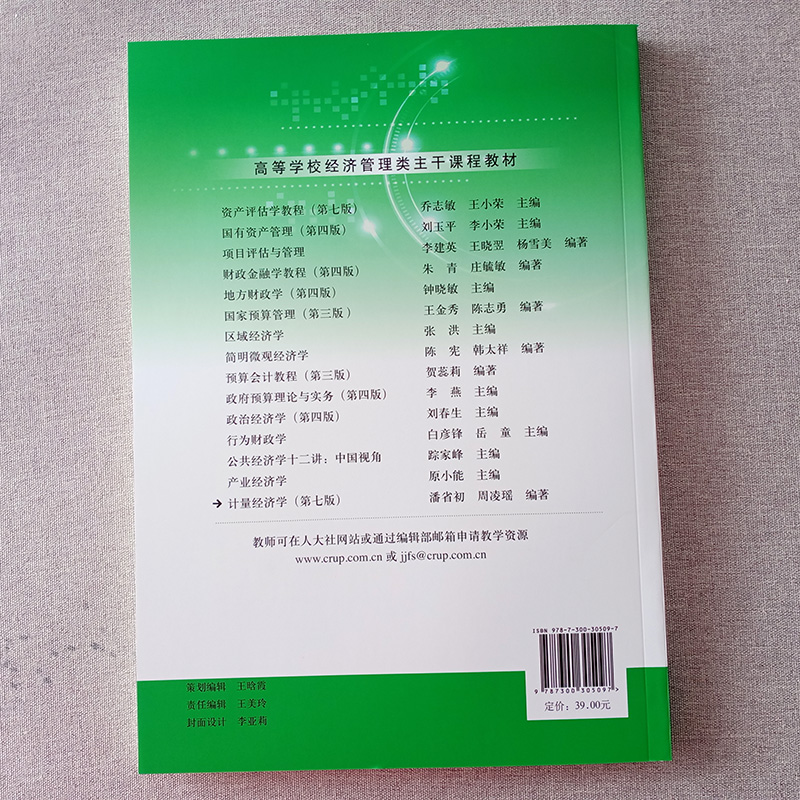 高等学校经济管理类主干课程教材
资产评估学教程（第七版） 乔志敏 王小荣 主编
国有资产管理（第四版） 刘玉平 李小荣 主编
项目评估与管理 李建英 王晓翌 杨雪美 编著
财政金融学教程（第四版） 朱 青 庄毓敏 编著
地方财政学（第四版） 钟晓敏 主编
国家预算管理（第三版） 王金秀 陈志勇 编著
区域经济学 张 洪 主编
简明微观经济学 陈 宪 韩太祥 编著
预算会计教程（第三版） 贺蕊莉 编著
政府预算理论与实务（第四版） 李 燕 主编
政治经济学（第四版） 刘春生 主编
行为财政学 白彦锋 岳 童 主编
公共经济学十二讲：中国视角 踪家峰 主编
产业经济学 原小能 主编
→计量经济学（第七版） 潘省初 周凌瑶 编著
教师可在人大社网站或通过编辑部邮箱申请教学资源
www.crup.com.cn 或 jjfs@crup.com.cn
ISBN 978-7-300-30509-7
9 787300 305097>
定价：39.00元
策划编辑 王晗霞
责任编辑 王美玲
封面设计 李亚莉